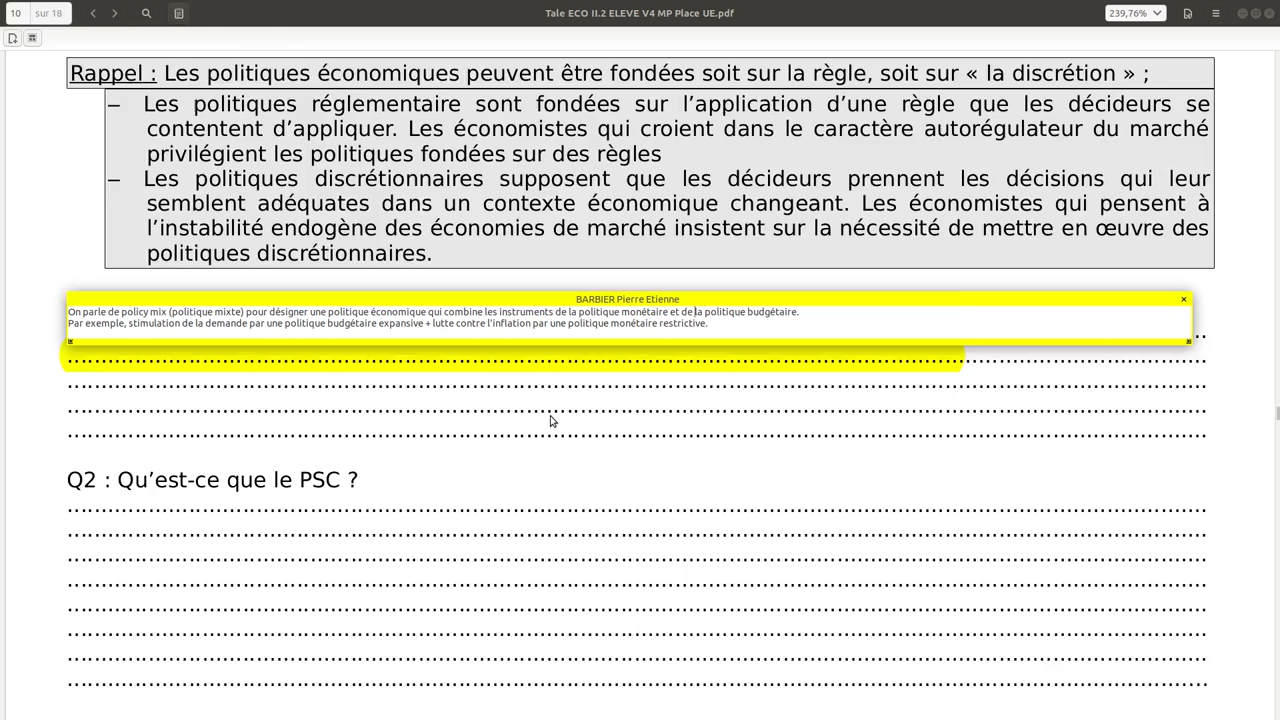 10 sur 18
Tale ECO II.2 ELEVE V4 MP Place UE.pdf
239,76%
Rappel : Les politiques économiques peuvent être fondées soit sur la règle, soit sur « la discrétion » ;
– Les politiques réglementaire sont fondées sur l’application d’une règle que les décideurs se
contentent d’appliquer. Les économistes qui croient dans le caractère autorégulateur du marché
privilégient les politiques fondées sur des règles
– Les politiques discrétionnaires supposent que les décideurs prennent les décisions qui leur
semblent adéquates dans un contexte économique changeant. Les économistes qui pensent à
l’instabilité endogène des économies de marché insistent sur la nécessité de mettre en œuvre des
politiques discrétionnaires.
BARBIER Pierre Etienne
On parle de policy mix (politique mixte) pour désigner une politique économique qui combine les instruments de la politique monétaire et de la politique budgétaire.
Par exemple, stimulation de la demande par une politique budgétaire expansive + lutte contre l'inflation par une politique monétaire restrictive.
Q2 : Qu’est-ce que le PSC ?